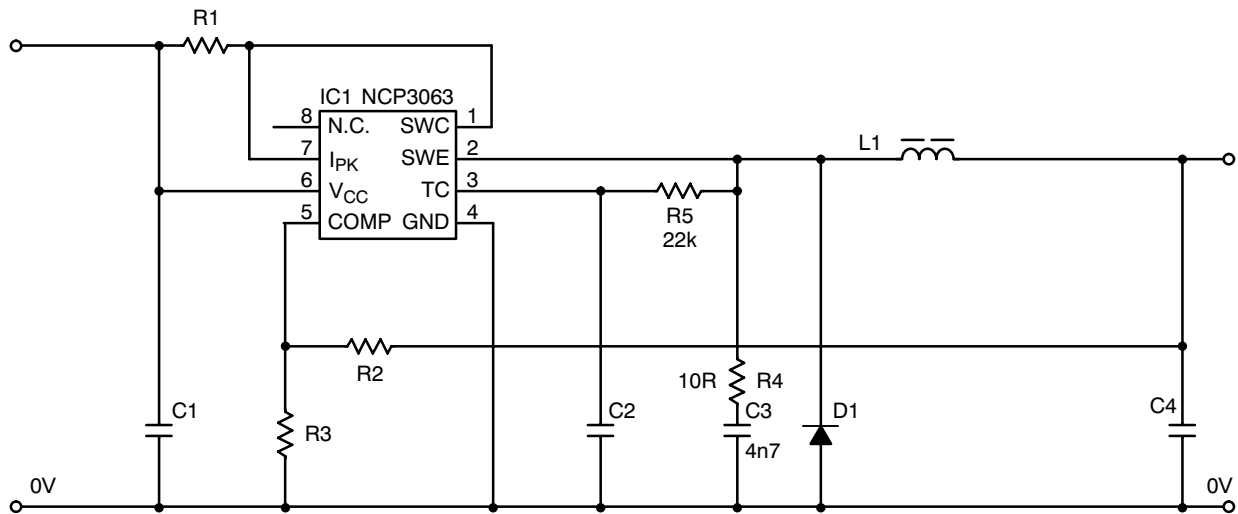 R1
IC1 NCP3063
8 N.C. SWC 1
7 IPK SWE 2
6 VCC TC 3
5 COMP GND 4
L1
R5
22k
R2
10R R4
C1
R3
C2
C3
4n7
D1
C4
0V
0V